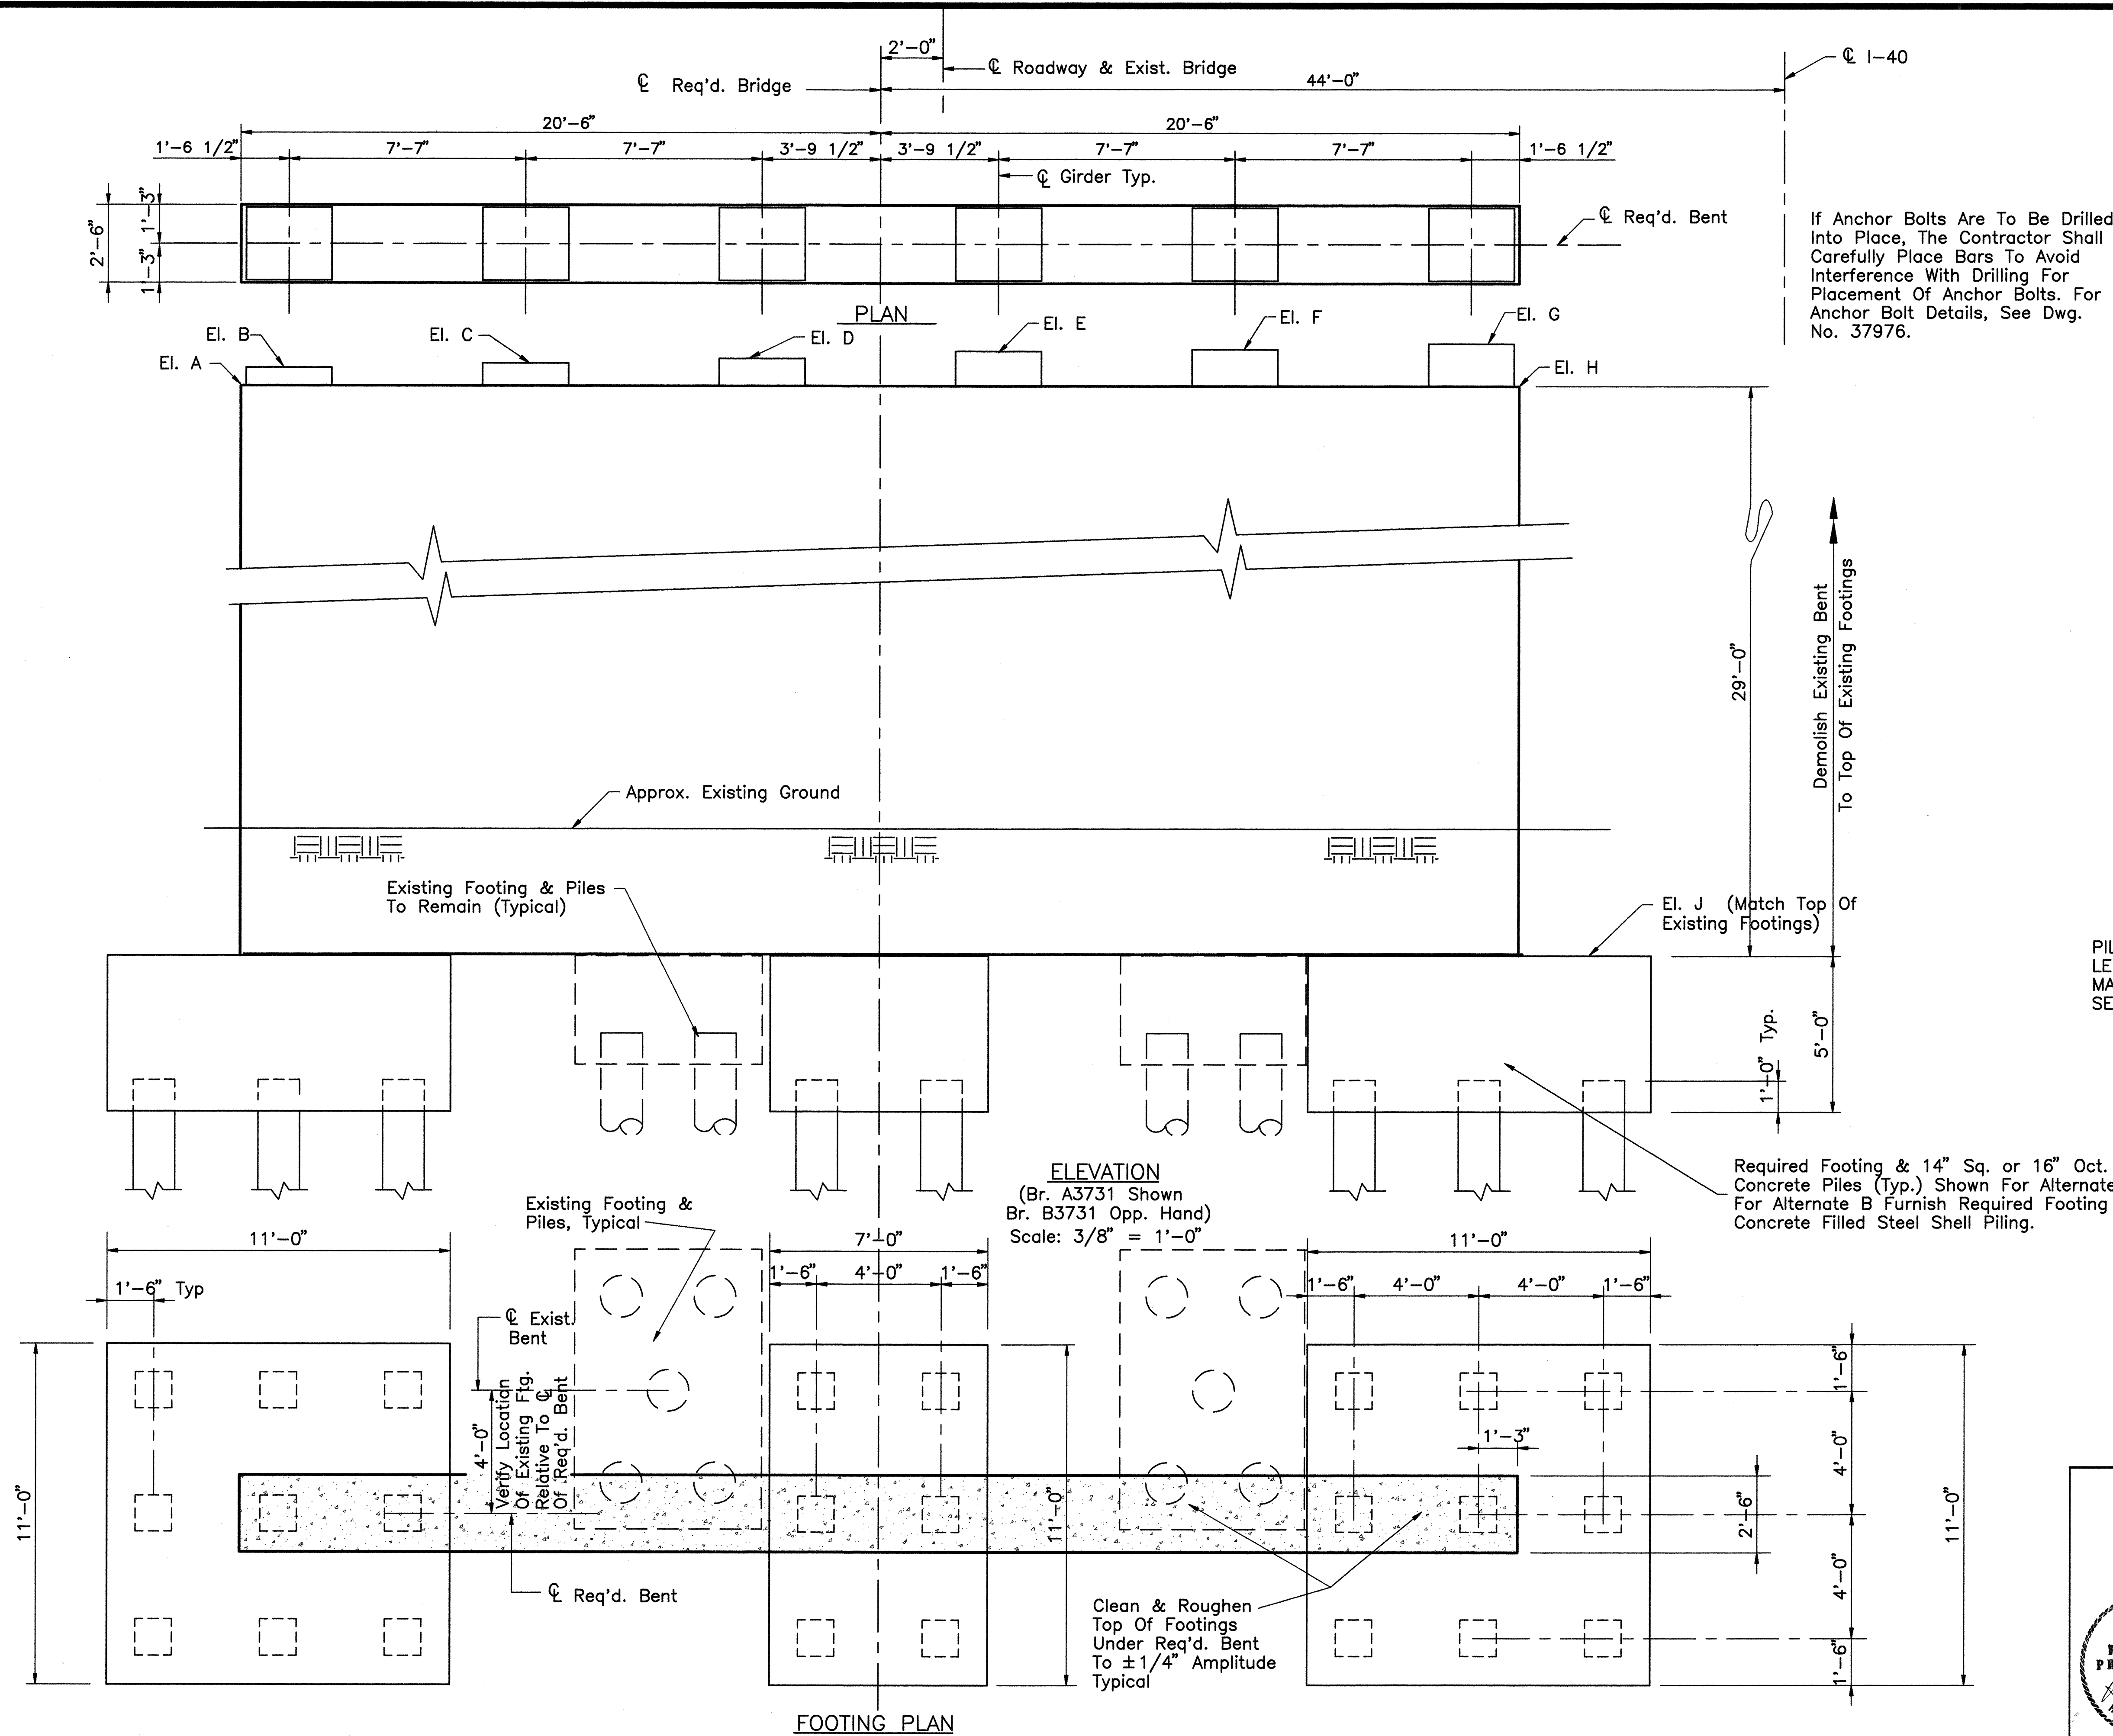 2'-0"
℄ Roadway & Exist. Bridge
℄ I-40
℄ Req'd. Bridge
44'-0"
20'-6"
20'-6"
1'-6 1/2"
7'-7"
7'-7"
3'-9 1/2"
3'-9 1/2"
7'-7"
7'-7"
1'-6 1/2"
℄ Girder Typ.
2'-6"
1'-3"
1'-3"
℄ Req'd. Bent
If Anchor Bolts Are To Be Drilled
Into Place, The Contractor Shall
Carefully Place Bars To Avoid
Interference With Drilling For
Placement Of Anchor Bolts. For
Anchor Bolt Details, See Dwg.
No. 37976.
PLAN
El. A
El. B
El. C
El. D
El. E
El. F
El. G
El. H
29'-0"
Demolish Existing Bent
To Top Of Existing Footings
Approx. Existing Ground
Existing Footing & Piles
To Remain (Typical)
El. J (Match Top Of
Existing Footings)
PIL
LE
MA
SE
1'-0" Typ.
5'-0"
ELEVATION
(Br. A3731 Shown
Br. B3731 Opp. Hand)
Scale: 3/8" = 1'-0"
Required Footing & 14" Sq. or 16" Oct.
Concrete Piles (Typ.) Shown For Alternate
For Alternate B Furnish Required Footing
Concrete Filled Steel Shell Piling.
Existing Footing &
Piles, Typical
11'-0"
7'-0"
11'-0"
1'-6" Typ
1'-6"
4'-0"
1'-6"
1'-6"
4'-0"
4'-0"
1'-6"
℄ Exist.
Bent
4'-0"
Verify Location
Of Existing Ftg.
Relative To ℄
Of Req'd. Bent
11'-0"
11'-0"
1'-3"
2'-6"
1'-6"
4'-0"
4'-0"
1'-6"
11'-0"
℄ Req'd. Bent
Clean & Roughen
Top Of Footings
Under Req'd. Bent
To ±1/4" Amplitude
Typical
FOOTING PLAN